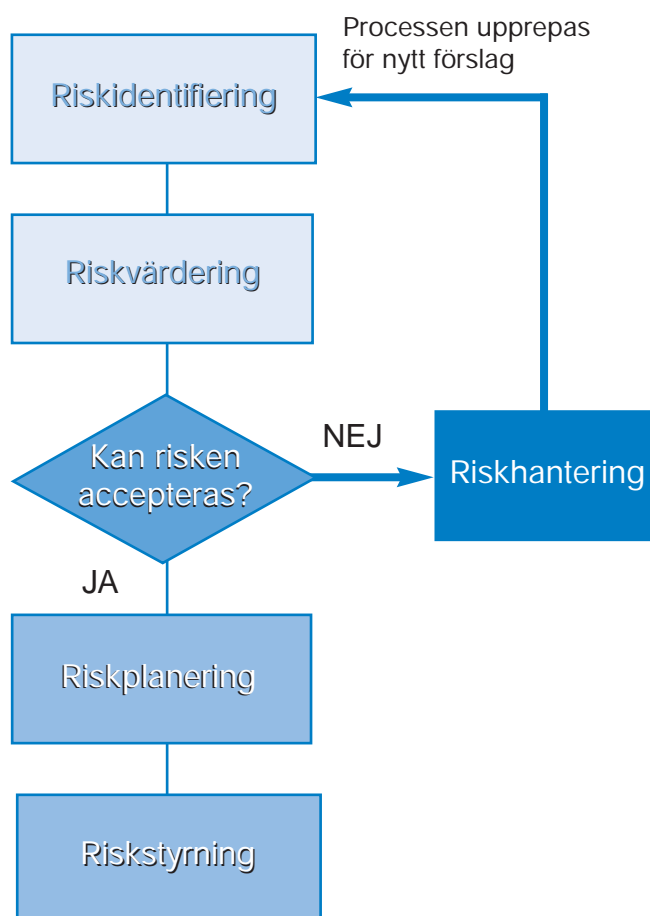 Processen upprepas
för nytt förslag
Riskidentifiering
Riskvärdering
Kan risken
accepteras?
NEJ
Riskhantering
JA
Riskplanering
Riskstyrning